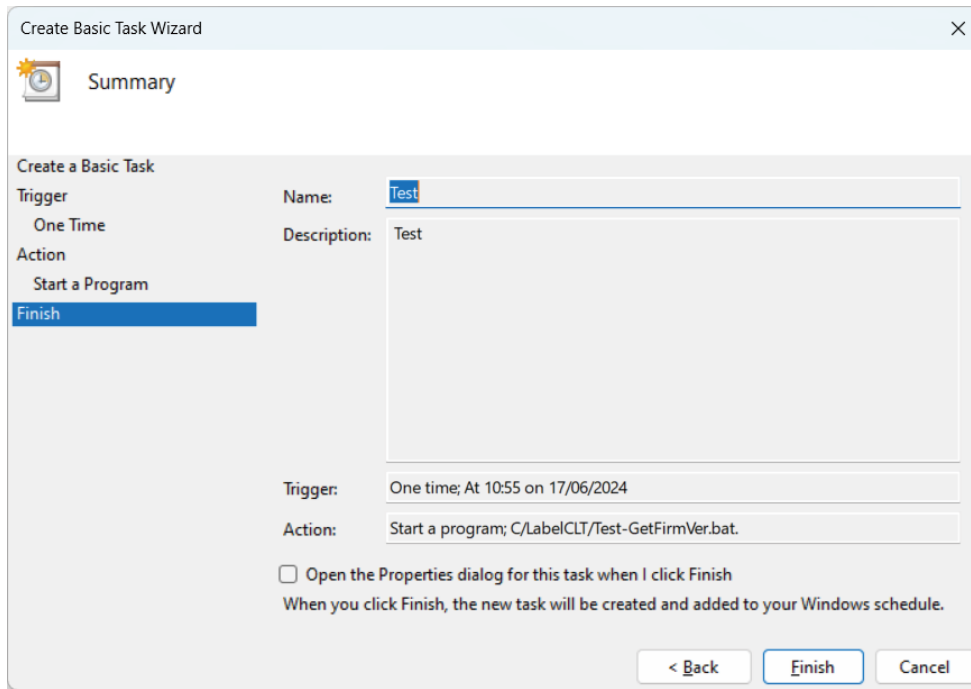 Create Basic Task Wizard
Summary
Create a Basic Task
Trigger
One Time
Action
Start a Program
Finish
Name: Test
Description: Test
Trigger: One time; At 10:55 on 17/06/2024
Action: Start a program; C/LabelCLT/Test-GetFirmVer.bat.
Open the Properties dialog for this task when I click Finish
When you click Finish, the new task will be created and added to your Windows schedule.
< Back Finish Cancel